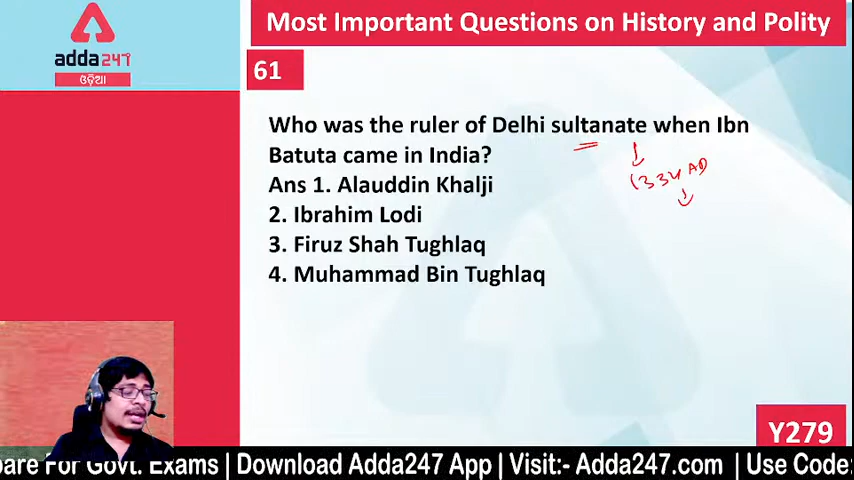 Most Important Questions on History and Polity
adda247
ଓଡ଼ିଆ
61
Who was the ruler of Delhi sultanate when Ibn
Batuta came in India?
1334 AD
Ans 1. Alauddin Khalji
2. Ibrahim Lodi
3. Firuz Shah Tughlaq
4. Muhammad Bin Tughlaq
Y279
pare For Govt. Exams | Download Adda247 App | Visit:- Adda247.com | Use Code: